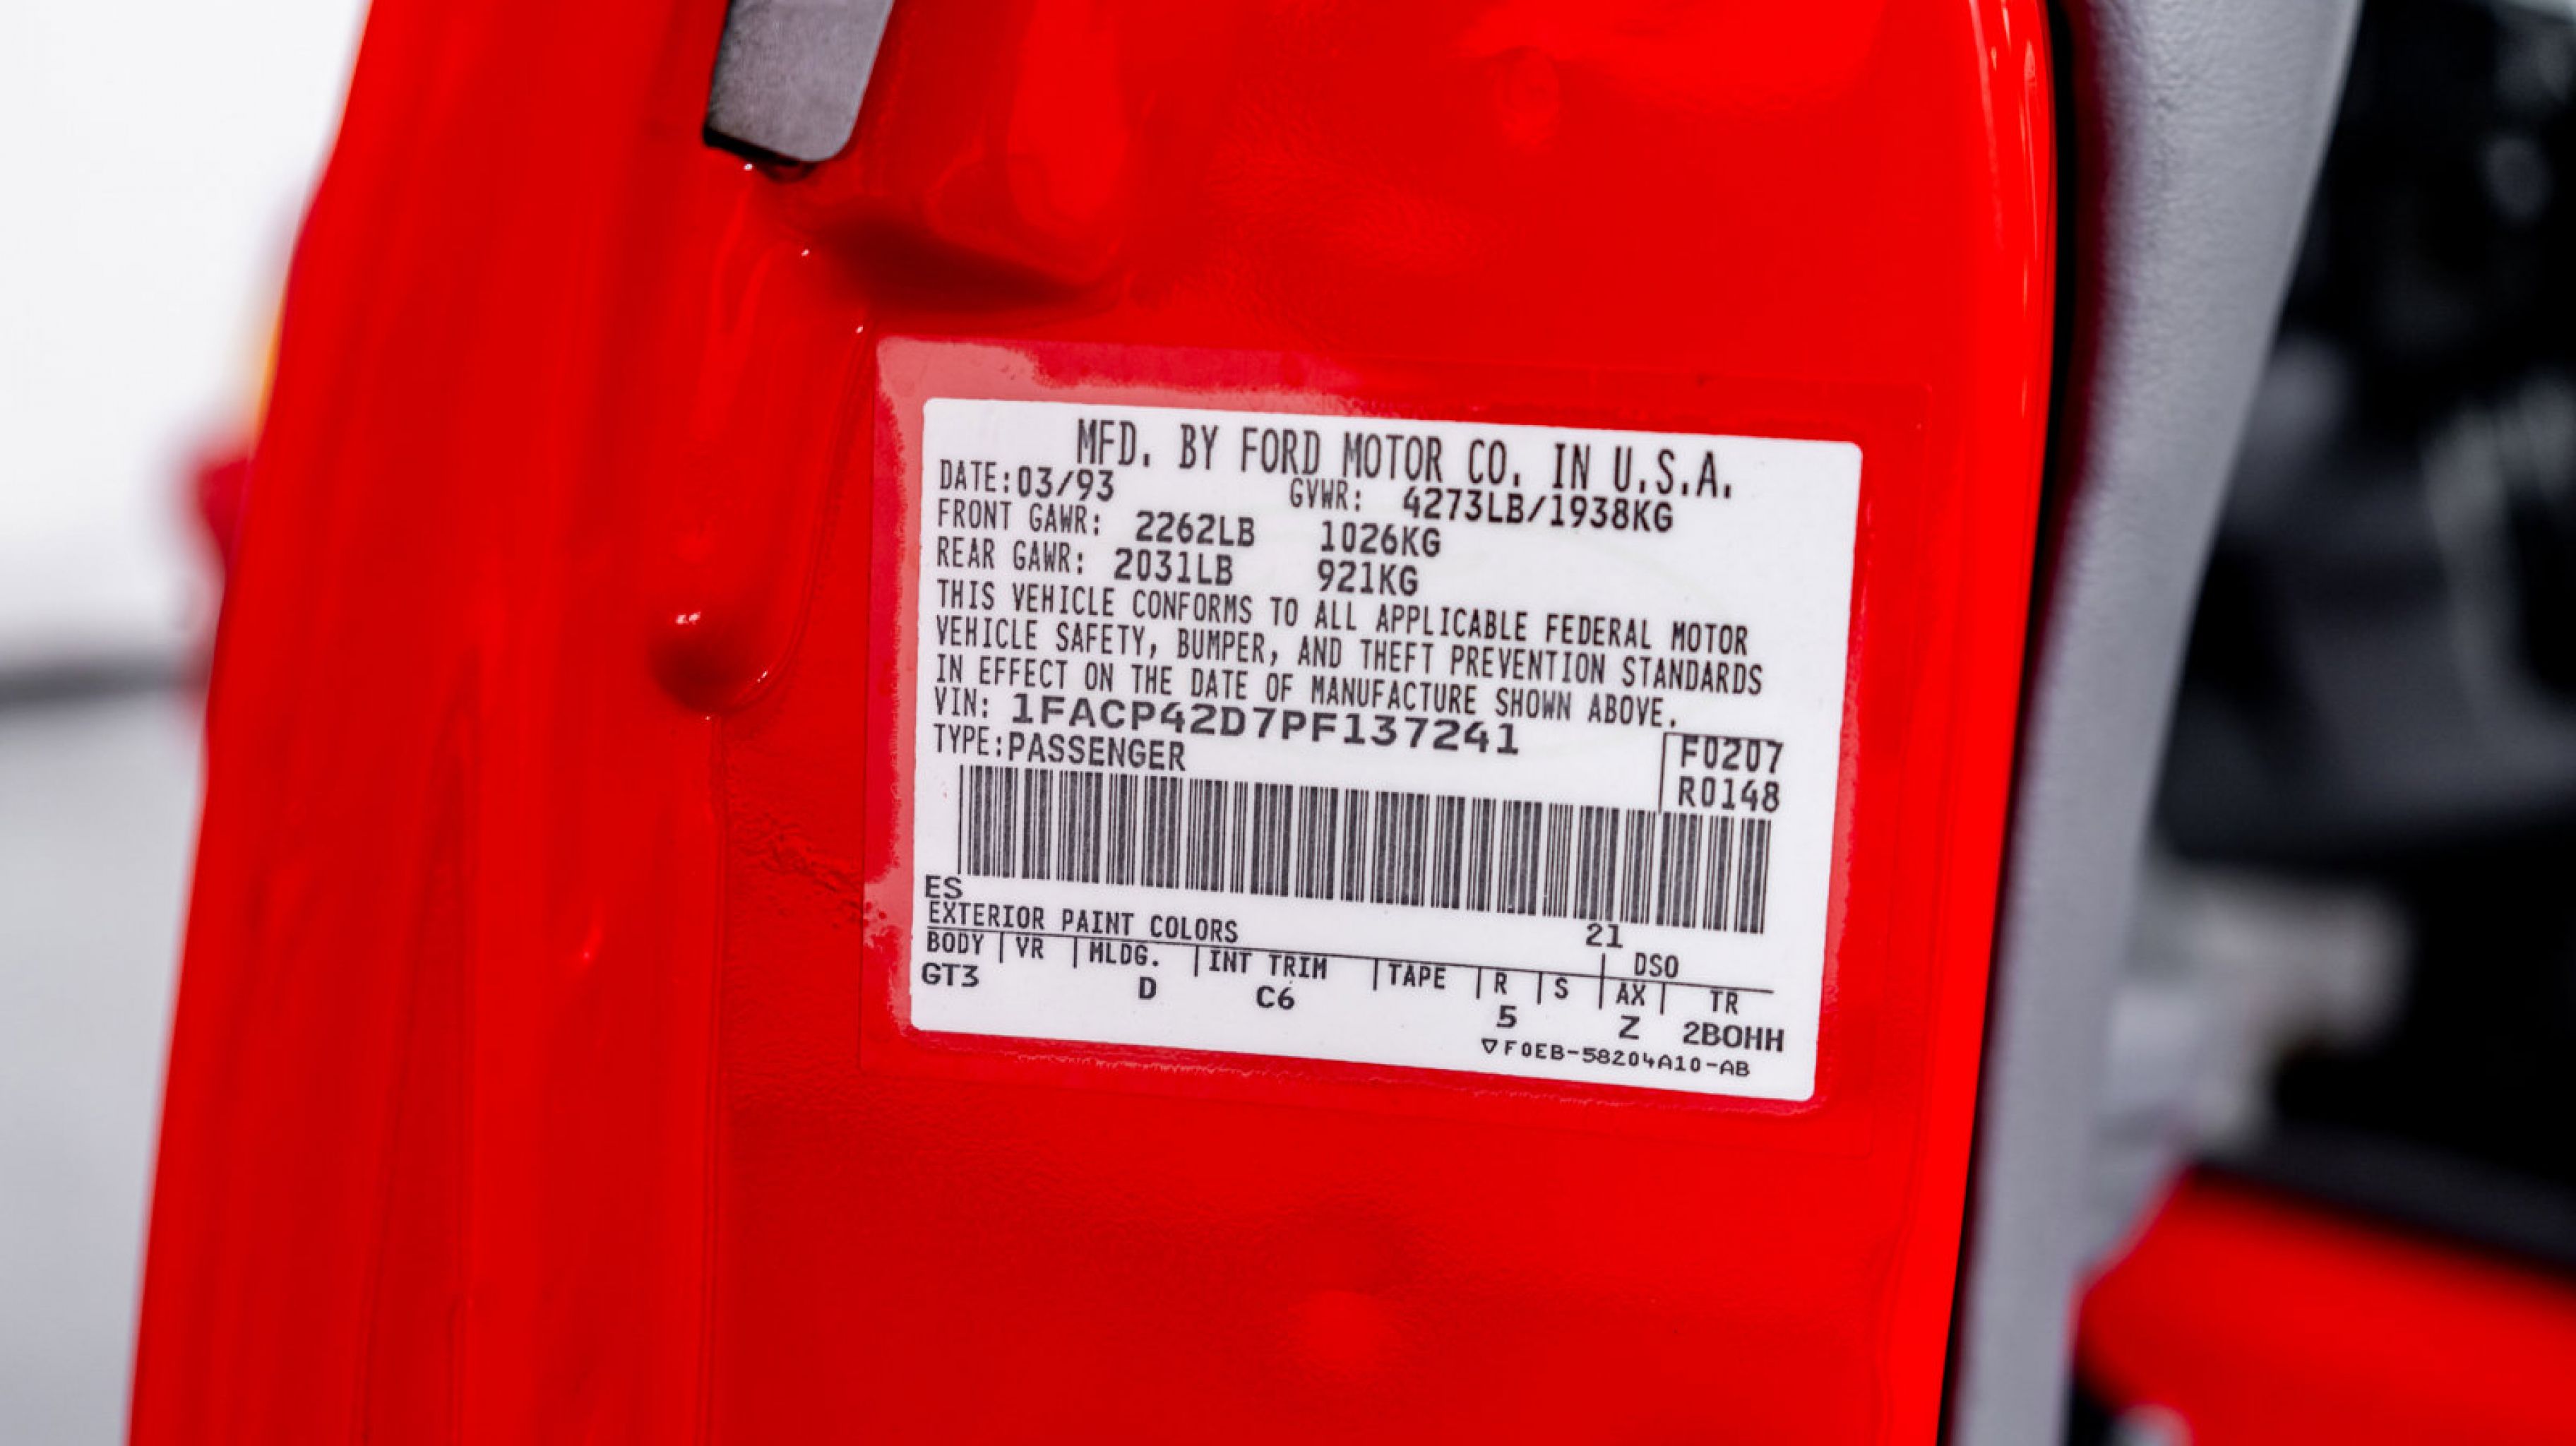 MFD. BY FORD MOTOR CO. IN U.S.A.
DATE:03/93 GVWR: 4273LB/1938KG
FRONT GAWR: 2262LB 1026KG
REAR GAWR: 2031LB 921KG
THIS VEHICLE CONFORMS TO ALL APPLICABLE FEDERAL MOTOR
VEHICLE SAFETY, BUMPER, AND THEFT PREVENTION STANDARDS
IN EFFECT ON THE DATE OF MANUFACTURE SHOWN ABOVE.
VIN: 1FACP42D7PF137241
TYPE:PASSENGER
F0207
R0148
ES 21
EXTERIOR PAINT COLORS DSO
BODY VR MLDG. INT TRIM TAPE R S AX TR
GT3 D C6 5 Z 2BOHH
▽F0EB-58204A10-AB